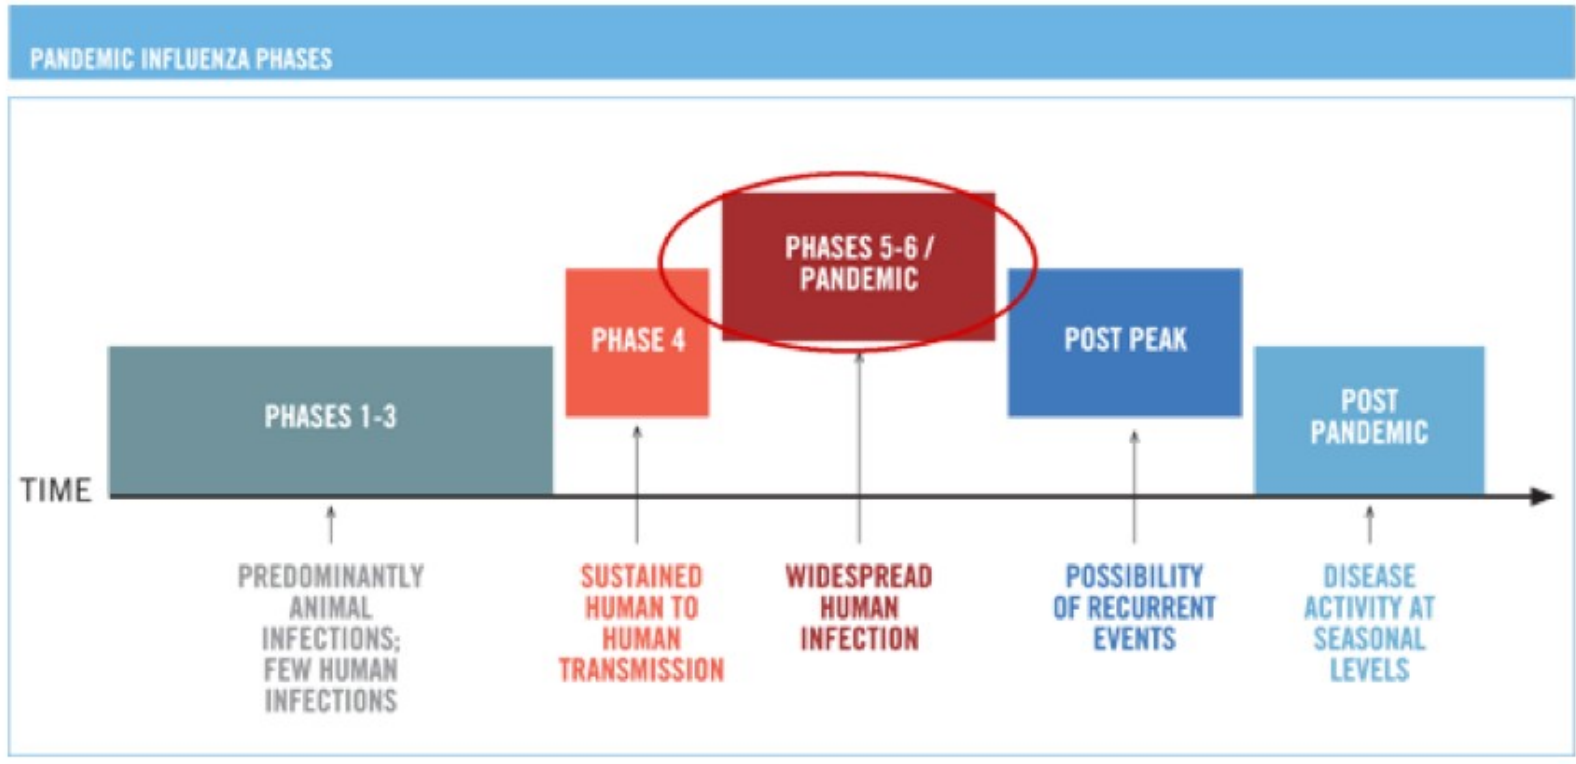 PANDEMIC INFLUENZA PHASES
PHASES 5-6 /
PANDEMIC
PHASE 4
POST PEAK
PHASES 1-3
POST
PANDEMIC
TIME
PREDOMINANTLY
ANIMAL
INFECTIONS;
FEW HUMAN
INFECTIONS
SUSTAINED
HUMAN TO
HUMAN
TRANSMISSION
WIDESPREAD
HUMAN
INFECTION
POSSIBILITY
OF RECURRENT
EVENTS
DISEASE
ACTIVITY AT
SEASONAL
LEVELS